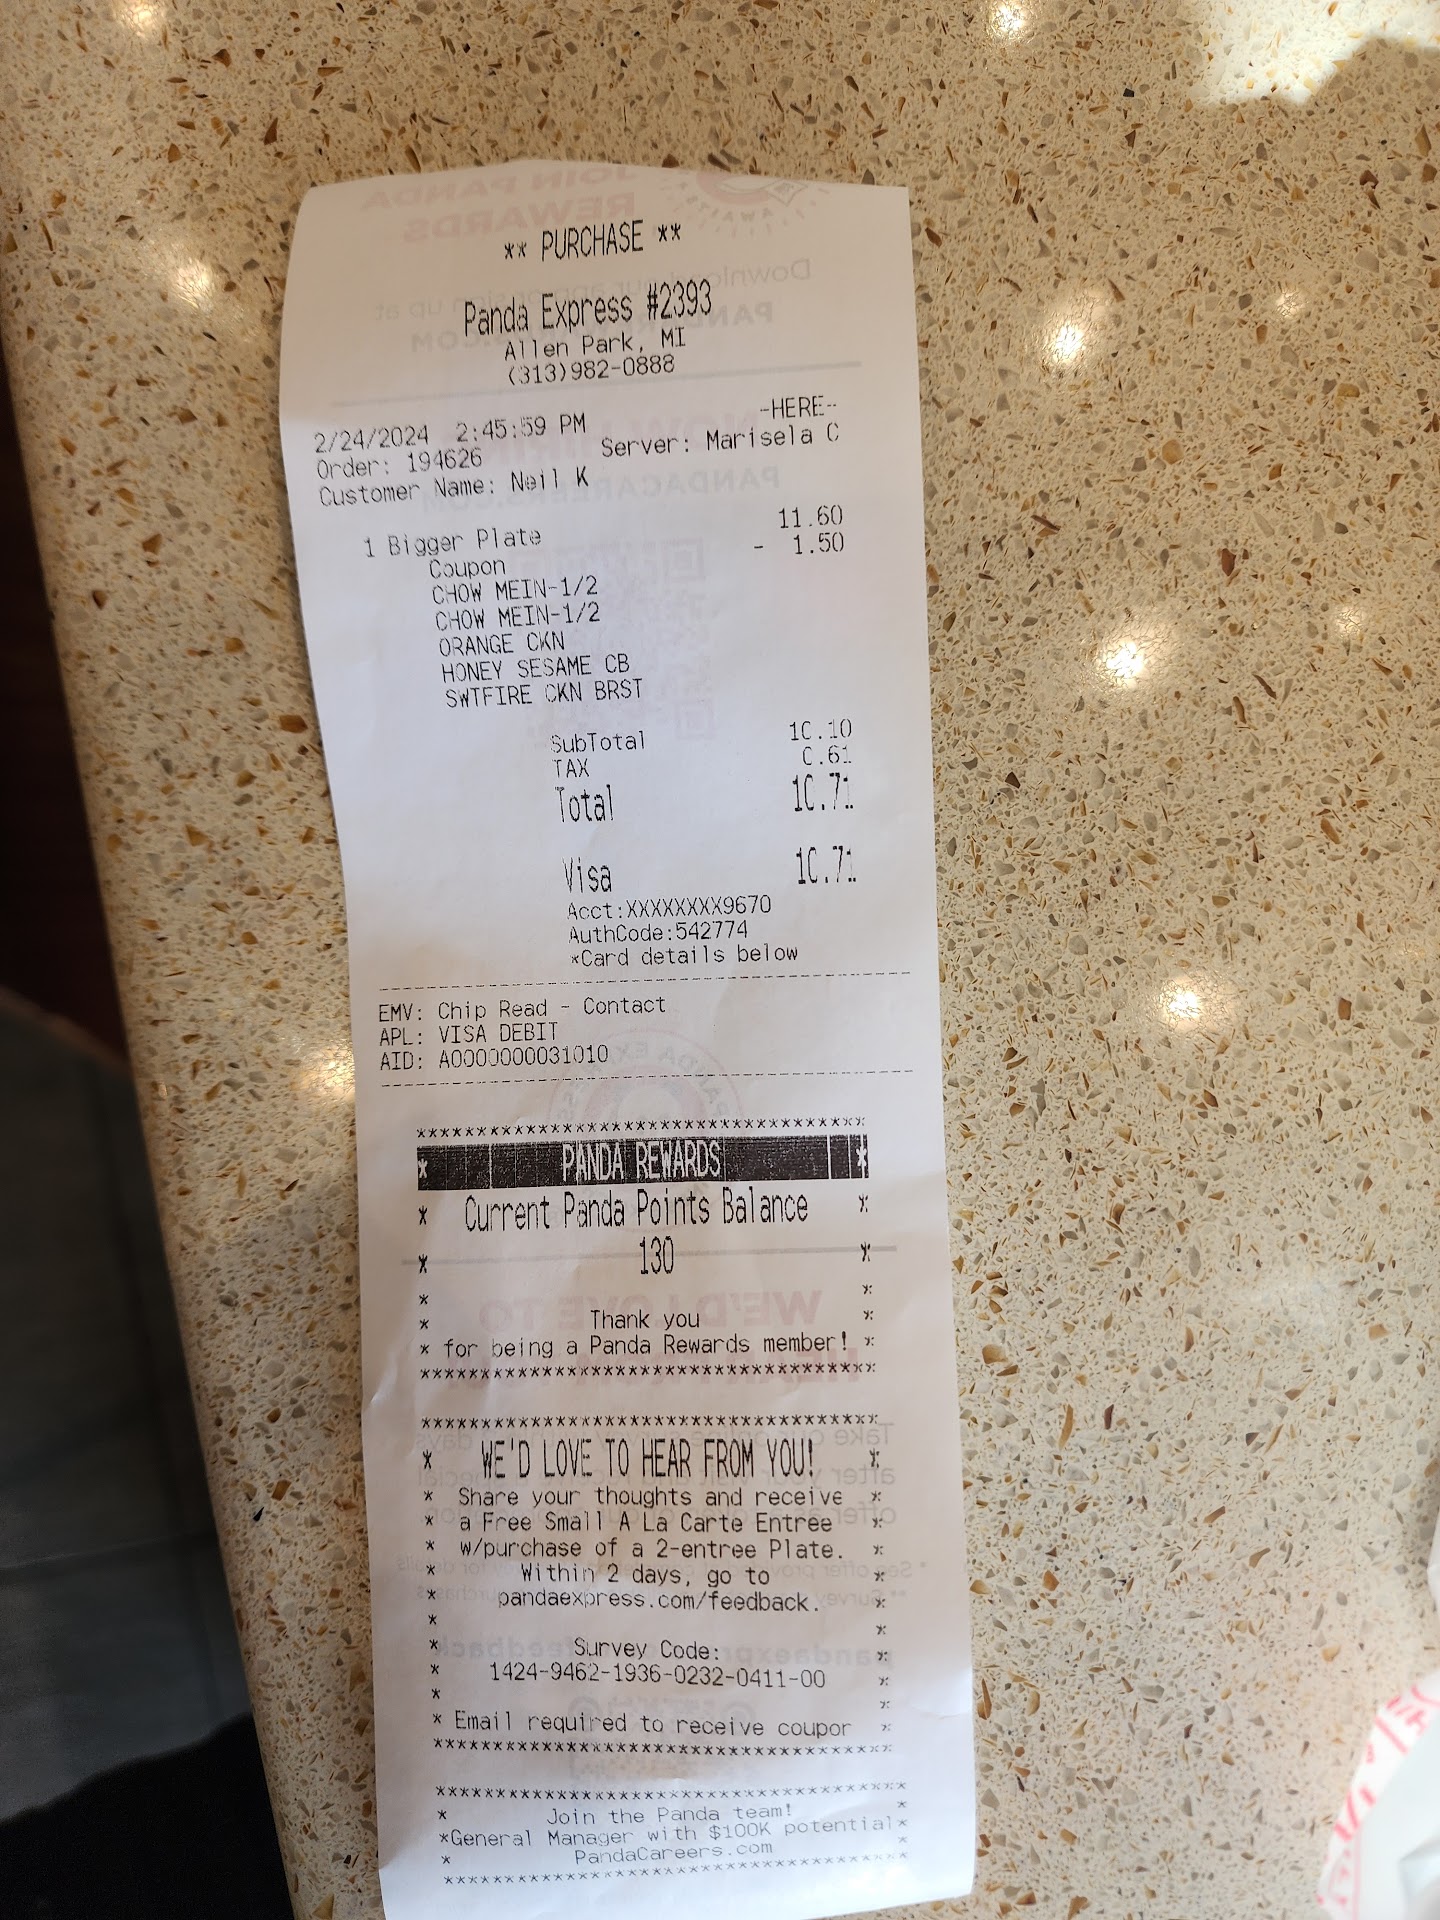 ** PURCHASE **
Panda Express #2393
Allen Park, MI
(313)982-0888
-HERE-
2/24/2024 2:45:59 PM
Order: 194626 Server: Marisela C
Customer Name: Neil K
1 Bigger Plate 11.60
Coupon - 1.50
CHOW MEIN-1/2
CHOW MEIN-1/2
ORANGE CKN
HONEY SESAME CB
SWTFIRE CKN BRST
SubTotal 10.10
TAX 0.61
Total 10.71
Visa 10.71
Acct:XXXXXXXX9670
AuthCode:542774
*Card details below
EMV: Chip Read - Contact
APL: VISA DEBIT
AID: A0000000031010
* PANDA REWARDS *
* Current Panda Points Balance *
* 130 *
* *
* Thank you *
* for being a Panda Rewards member! *
* WE'D LOVE TO HEAR FROM YOU! *
* Share your thoughts and receive *
* a Free Small A La Carte Entree *
* w/purchase of a 2-entree Plate. *
* Within 2 days, go to *
* pandaexpress.com/feedback. *
* *
* Survey Code: *
* 1424-9462-1936-0232-0411-00 *
* *
* Email required to receive coupon *
* Join the Panda team! *
*General Manager with $100K potential*
* PandaCareers.com *